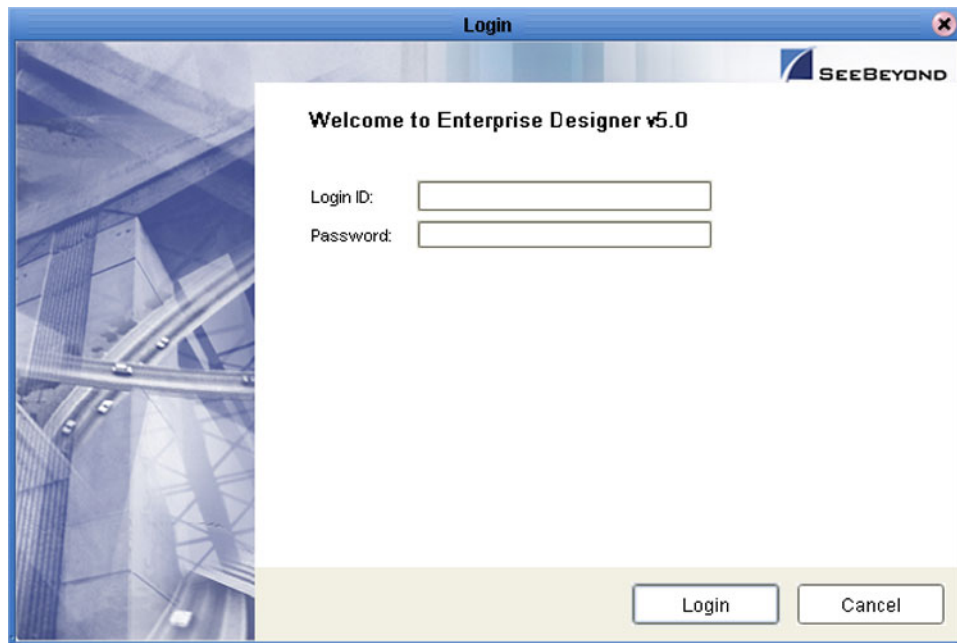 Login
SEEBEYOND
Welcome to Enterprise Designer v5.0
Login ID:
Password:
Login
Cancel